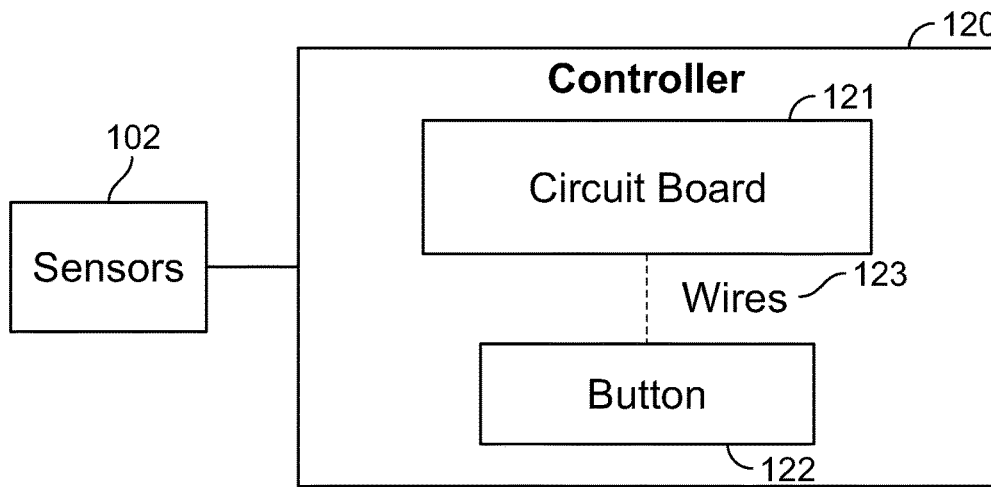 120
Controller
121
102
Circuit Board
Sensors
Wires 123
Button
122